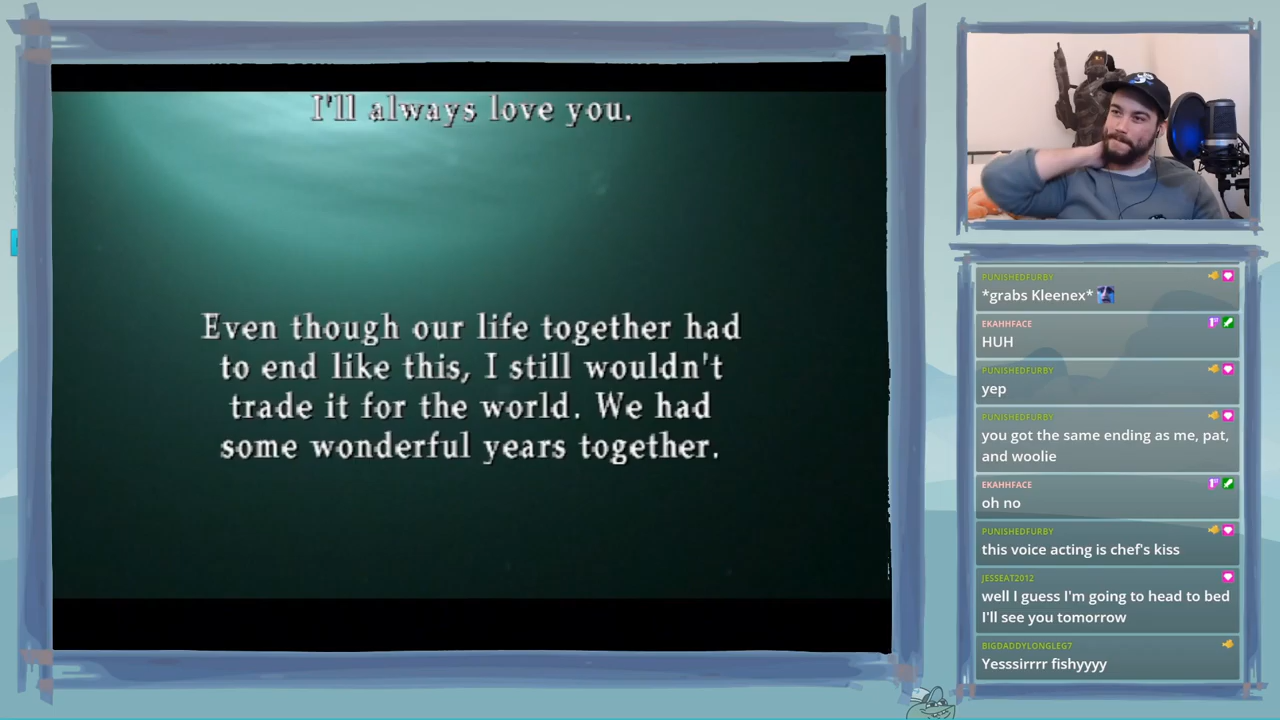 I'll always love you.
Even though our life together had
to end like this, I still wouldn't
trade it for the world. We had
some wonderful years together.
PUNISHEDFURBY
*grabs Kleenex*
EKAHHFACE
HUH
PUNISHEDFURBY
yep
PUNISHEDFURBY
you got the same ending as me, pat,
and woolie
EKAHHFACE
oh no
PUNISHEDFURBY
this voice acting is chef's kiss
JESSEAT2012
well I guess I'm going to head to bed
I'll see you tomorrow
BIGDADDYLONGLEG7
Yesssirrrr fishyyyy